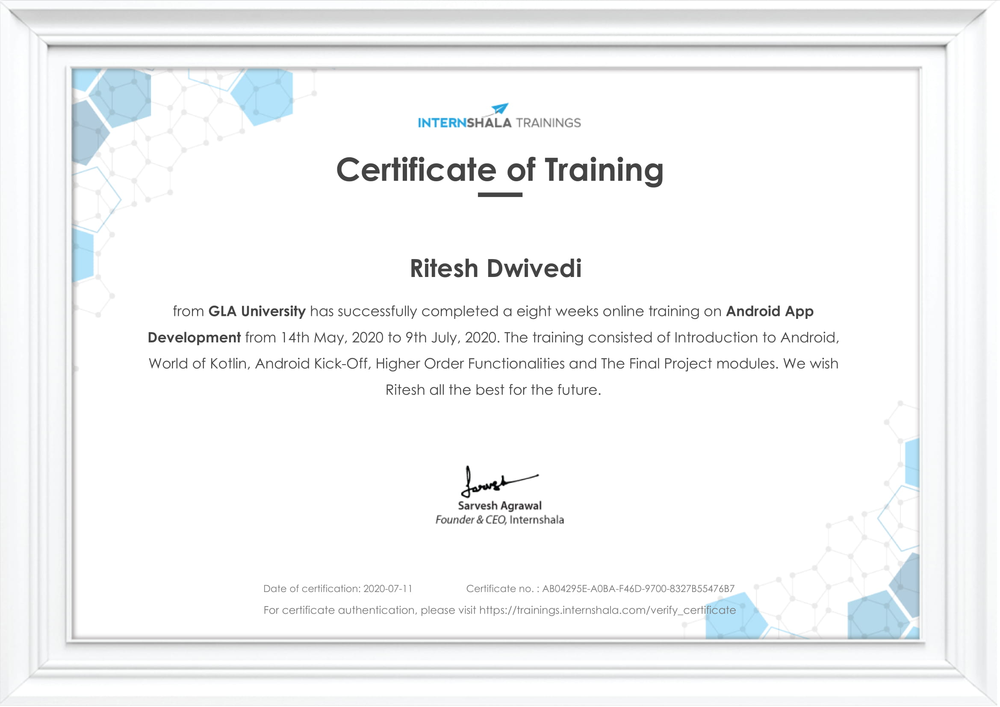 INTERNSHALA TRAININGS
Certificate of Training
Ritesh Dwivedi
from GLA University has successfully completed a eight weeks online training on Android App
Development from 14th May, 2020 to 9th July, 2020. The training consisted of Introduction to Android,
World of Kotlin, Android Kick-Off, Higher Order Functionalities and The Final Project modules. We wish
Ritesh all the best for the future.
Sarvesh
Sarvesh Agrawal
Founder & CEO, Internshala
Date of certification: 2020-07-11 Certificate no. : AB04295E-A0BA-F46D-9700-8327B55476B7
For certificate authentication, please visit https://trainings.internshala.com/verify_certificate